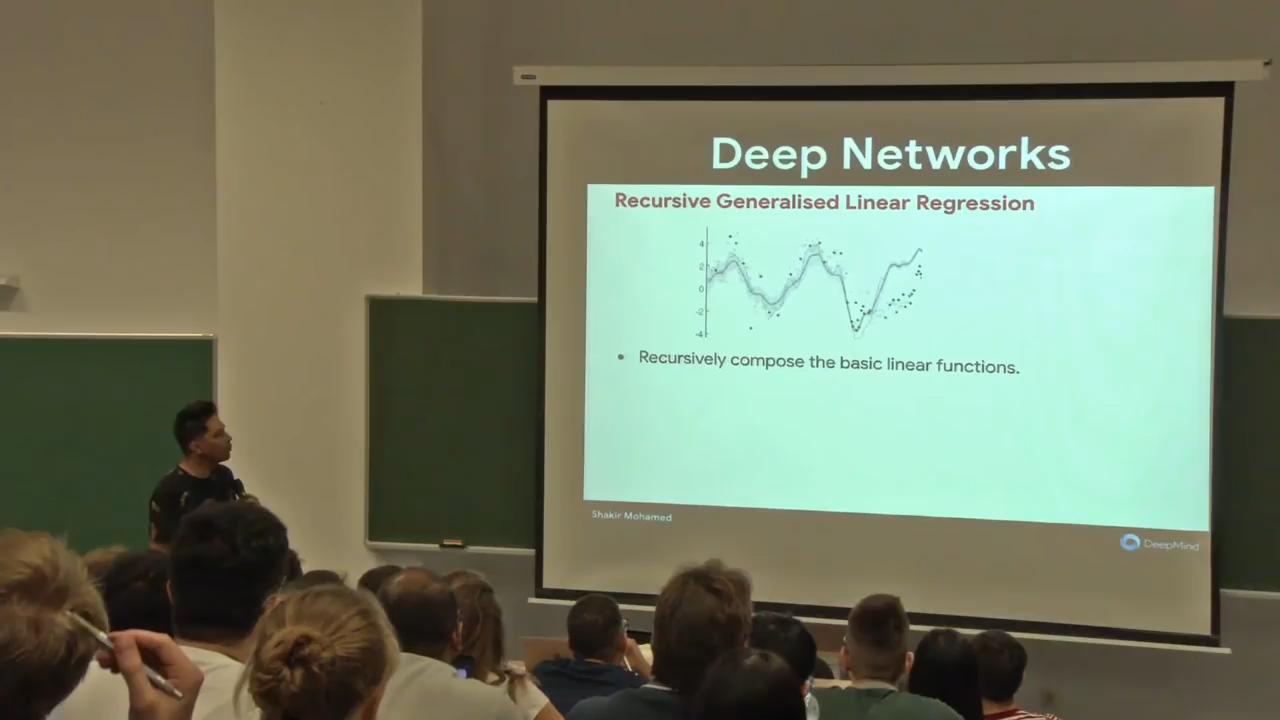 Deep Networks
Recursive Generalised Linear Regression
4
2
0
-2
-4
• Recursively compose the basic linear functions.
Shakir Mohamed
DeepMind